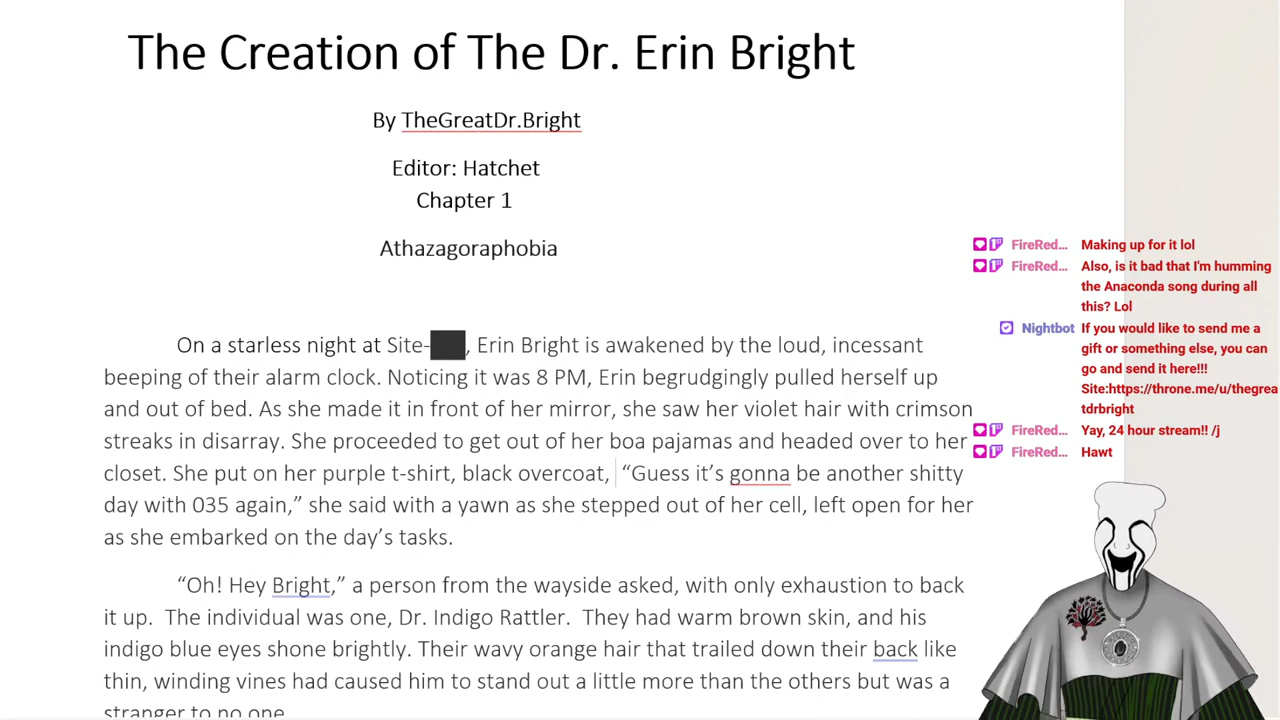 The Creation of The Dr. Erin Bright
By TheGreatDr.Bright
Editor: Hatchet
Chapter 1
Athazagoraphobia
On a starless night at Site-, Erin Bright is awakened by the loud, incessant
beeping of their alarm clock. Noticing it was 8 PM, Erin begrudgingly pulled herself up
and out of bed. As she made it in front of her mirror, she saw her violet hair with crimson
streaks in disarray. She proceeded to get out of her boa pajamas and headed over to her
closet. She put on her purple t-shirt, black overcoat, “Guess it’s gonna be another shitty
day with 035 again,” she said with a yawn as she stepped out of her cell, left open for her
as she embarked on the day’s tasks.
“Oh! Hey Bright,” a person from the wayside asked, with only exhaustion to back
it up. The individual was one, Dr. Indigo Rattler. They had warm brown skin, and his
indigo blue eyes shone brightly. Their wavy orange hair that trailed down their back like
thin, winding vines had caused him to stand out a little more than the others but was a
stranger to no one
FireRed... Making up for it lol
FireRed... Also, is it bad that I'm humming
the Anaconda song during all
this? Lol
Nightbot If you would like to send me a
gift or something else, you can
go and send it here!!!
Site:https://throne.me/u/thegrea
tdrbright
FireRed... Yay, 24 hour stream!! /j
FireRed... Hawt